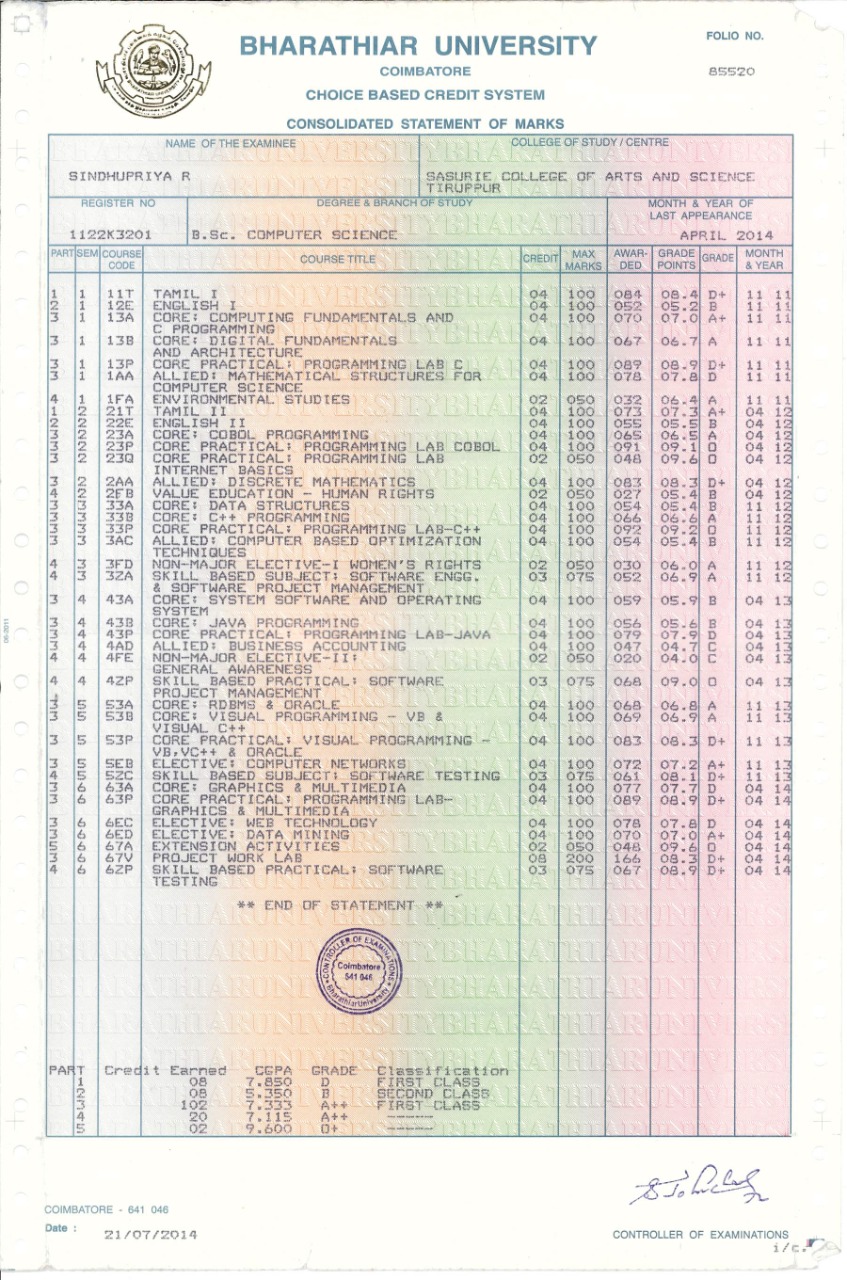 BHARATHIAR UNIVERSITY
COIMBATORE
CHOICE BASED CREDIT SYSTEM
CONSOLIDATED STATEMENT OF MARKS
FOLIO NO.
85520
NAME OF THE EXAMINEE COLLEGE OF STUDY / CENTRE
SINDHUPRIYA R SASURIE COLLEGE OF ARTS AND SCIENCE
TIRUPPUR
REGISTER NO DEGREE & BRANCH OF STUDY MONTH & YEAR OF LAST APPEARANCE
1122K3201 B.Sc. COMPUTER SCIENCE APRIL 2014
PART SEM COURSE CODE COURSE TITLE CREDIT MAX MARKS AWAR-DED GRADE POINTS GRADE MONTH & YEAR
1 1 11T TAMIL I 04 100 084 08.4 D+ 11 11
2 1 12E ENGLISH I 04 100 052 05.2 B 11 11
3 1 13A CORE: COMPUTING FUNDAMENTALS AND 04 100 070 07.0 A+ 11 11
C PROGRAMMING
3 1 13B CORE: DIGITAL FUNDAMENTALS 04 100 067 06.7 A 11 11
AND ARCHITECTURE
3 1 13P CORE PRACTICAL: PROGRAMMING LAB C 04 100 089 08.9 D+ 11 11
3 1 1AA ALLIED: MATHEMATICAL STRUCTURES FOR 04 100 078 07.8 D 11 11
COMPUTER SCIENCE
4 1 1FA ENVIRONMENTAL STUDIES 02 050 032 06.4 A 11 11
1 2 21T TAMIL II 04 100 073 07.3 A+ 04 12
2 2 22E ENGLISH II 04 100 055 05.5 B 04 12
3 2 23A CORE: COBOL PROGRAMMING 04 100 065 06.5 A 04 12
3 2 23P CORE PRACTICAL: PROGRAMMING LAB COBOL 04 100 091 09.1 O 04 12
3 2 23Q CORE PRACTICAL: PROGRAMMING LAB 02 050 048 09.6 O 04 12
INTERNET BASICS
3 2 2AA ALLIED: DISCRETE MATHEMATICS 04 100 083 08.3 D+ 04 12
4 2 2FB VALUE EDUCATION - HUMAN RIGHTS 02 050 027 05.4 B 04 12
3 3 33A CORE: DATA STRUCTURES 04 100 054 05.4 B 11 12
3 3 33B CORE: C++ PROGRAMMING 04 100 066 06.6 A 11 12
3 3 33P CORE PRACTICAL: PROGRAMMING LAB-C++ 04 100 092 09.2 O 11 12
3 3 3AC ALLIED: COMPUTER BASED OPTIMIZATION 04 100 054 05.4 B 11 12
TECHNIQUES
4 3 3FD NON-MAJOR ELECTIVE-I WOMEN'S RIGHTS 02 050 030 06.0 A 11 12
4 3 3ZA SKILL BASED SUBJECT: SOFTWARE ENGG. 03 075 052 06.9 A 11 12
& SOFTWARE PROJECT MANAGEMENT
3 4 43A CORE: SYSTEM SOFTWARE AND OPERATING 04 100 059 05.9 B 04 13
SYSTEM
3 4 43B CORE: JAVA PROGRAMMING 04 100 056 05.6 B 04 13
3 4 43P CORE PRACTICAL: PROGRAMMING LAB-JAVA 04 100 079 07.9 D 04 13
3 4 4AD ALLIED: BUSINESS ACCOUNTING 04 100 047 04.7 C 04 13
4 4 4FE NON-MAJOR ELECTIVE-II: 02 050 020 04.0 C 04 13
GENERAL AWARENESS
4 4 4ZP SKILL BASED PRACTICAL: SOFTWARE 03 075 068 09.0 O 04 13
PROJECT MANAGEMENT
3 5 53A CORE: RDBMS & ORACLE 04 100 068 06.8 A 11 13
3 5 53B CORE: VISUAL PROGRAMMING - VB & 04 100 069 06.9 A 11 13
VISUAL C++
3 5 53P CORE PRACTICAL: VISUAL PROGRAMMING - 04 100 083 08.3 D+ 11 13
VB,VC++ & ORACLE
3 5 5EB ELECTIVE: COMPUTER NETWORKS 04 100 072 07.2 A+ 11 13
4 5 5ZC SKILL BASED SUBJECT: SOFTWARE TESTING 03 075 061 08.1 D+ 11 13
3 6 63A CORE: GRAPHICS & MULTIMEDIA 04 100 077 07.7 D 04 14
3 6 63P CORE PRACTICAL: PROGRAMMING LAB- 04 100 089 08.9 D+ 04 14
GRAPHICS & MULTIMEDIA
3 6 6EC ELECTIVE: WEB TECHNOLOGY 04 100 078 07.8 D 04 14
3 6 6ED ELECTIVE: DATA MINING 04 100 070 07.0 A+ 04 14
5 6 67A EXTENSION ACTIVITIES 02 050 048 09.6 O 04 14
3 6 67V PROJECT WORK LAB 08 200 166 08.3 D+ 04 14
4 6 6ZP SKILL BASED PRACTICAL: SOFTWARE 03 075 067 08.9 D+ 04 14
TESTING
** END OF STATEMENT **
CONTROLLER OF EXAMINATIONS
Coimbatore
641 046
Bharathiar University
PART Credit Earned CGPA GRADE Classification
1 08 7.850 D FIRST CLASS
2 08 5.350 B SECOND CLASS
3 102 7.333 A++ FIRST CLASS
4 20 7.115 A++ -----
5 02 9.600 O+ -----
COIMBATORE - 641 046
Date : 21/07/2014
CONTROLLER OF EXAMINATIONS
i/c.